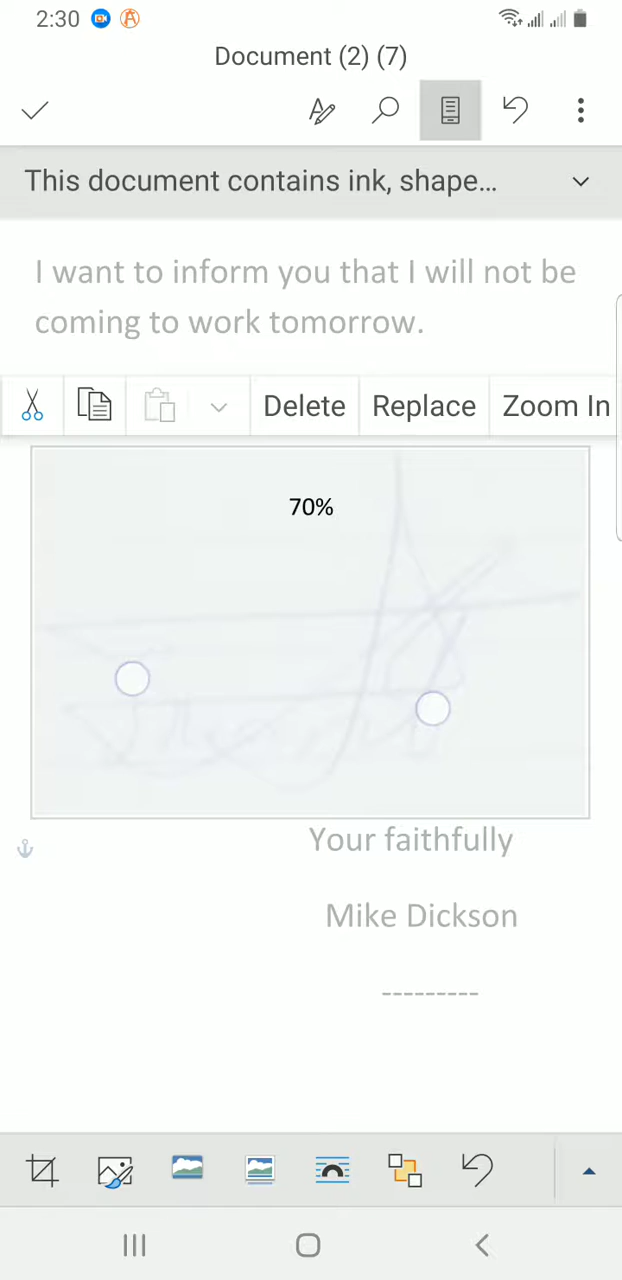 2:30
Document (2) (7)
This document contains ink, shape...
I want to inform you that I will not be
coming to work tomorrow.
Delete Replace Zoom In
70%
Your faithfully
Mike Dickson
---------